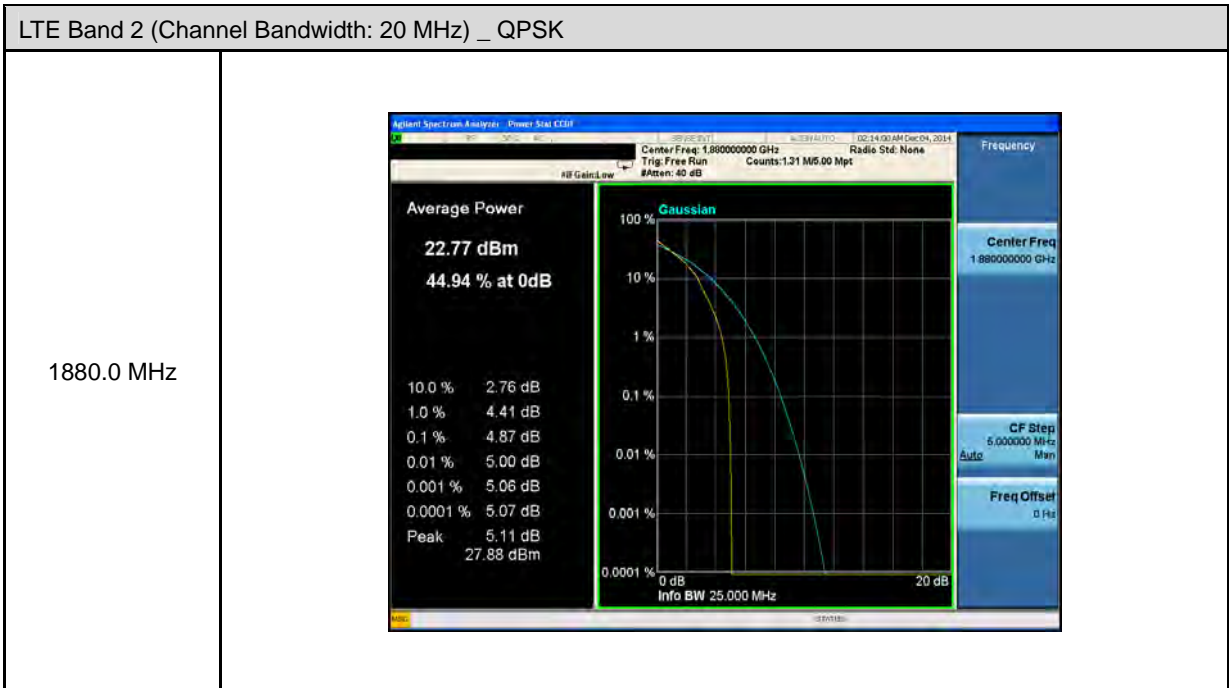 LTE Band 2 (Channel Bandwidth: 20 MHz) _ QPSK
1880.0 MHz
Agilent Spectrum Analyzer Power Stat CCDF
02:14:00 AM Dec 04, 2014
Center Freq: 1.880000000 GHz
Radio Std: None
Trig: Free Run
Counts:1.31 M/5.00 Mpt
#IFGain:Low
#Atten: 40 dB
Average Power
22.77 dBm
44.94 % at 0dB
10.0 % 2.76 dB
1.0 % 4.41 dB
0.1 % 4.87 dB
0.01 % 5.00 dB
0.001 % 5.06 dB
0.0001 % 5.07 dB
Peak 5.11 dB
27.88 dBm
Gaussian
100 %
10 %
1 %
0.1 %
0.01 %
0.001 %
0.0001 %
0 dB
20 dB
Info BW 25.000 MHz
Frequency
Center Freq
1.880000000 GHz
CF Step
5.000000 MHz
Auto Man
Freq Offset
0 Hz
MSG
STATUS